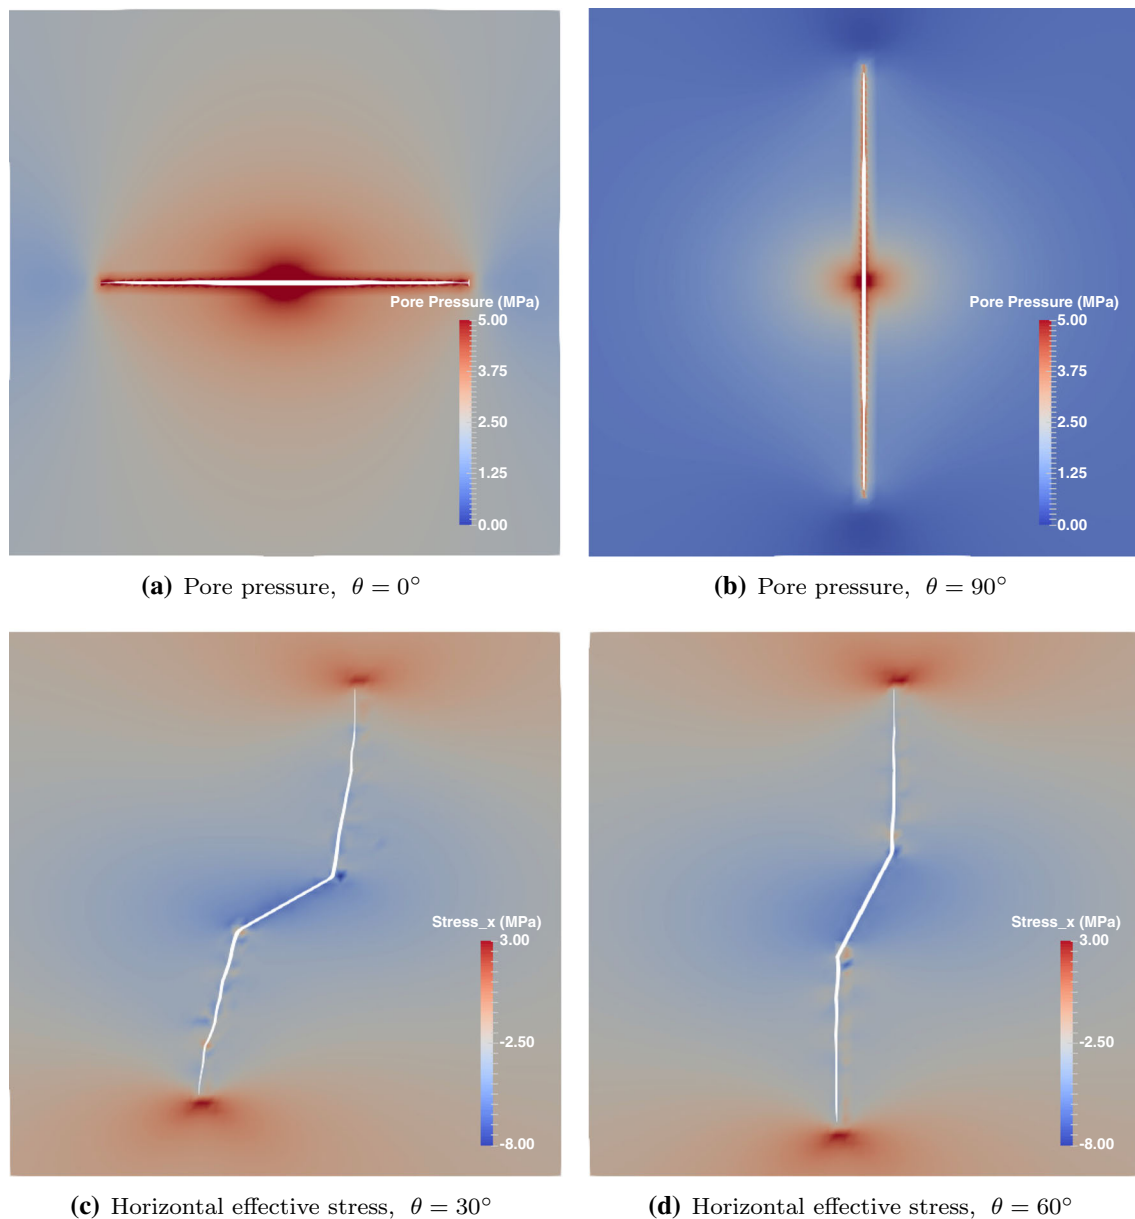 Pore Pressure (MPa)
5.00
3.75
2.50
1.25
0.00
Pore Pressure (MPa)
5.00
3.75
2.50
1.25
0.00
(a) Pore pressure, θ = 0°
(b) Pore pressure, θ = 90°
Stress_x (MPa)
3.00
-2.50
-8.00
Stress_x (MPa)
3.00
-2.50
-8.00
(c) Horizontal effective stress, θ = 30°
(d) Horizontal effective stress, θ = 60°